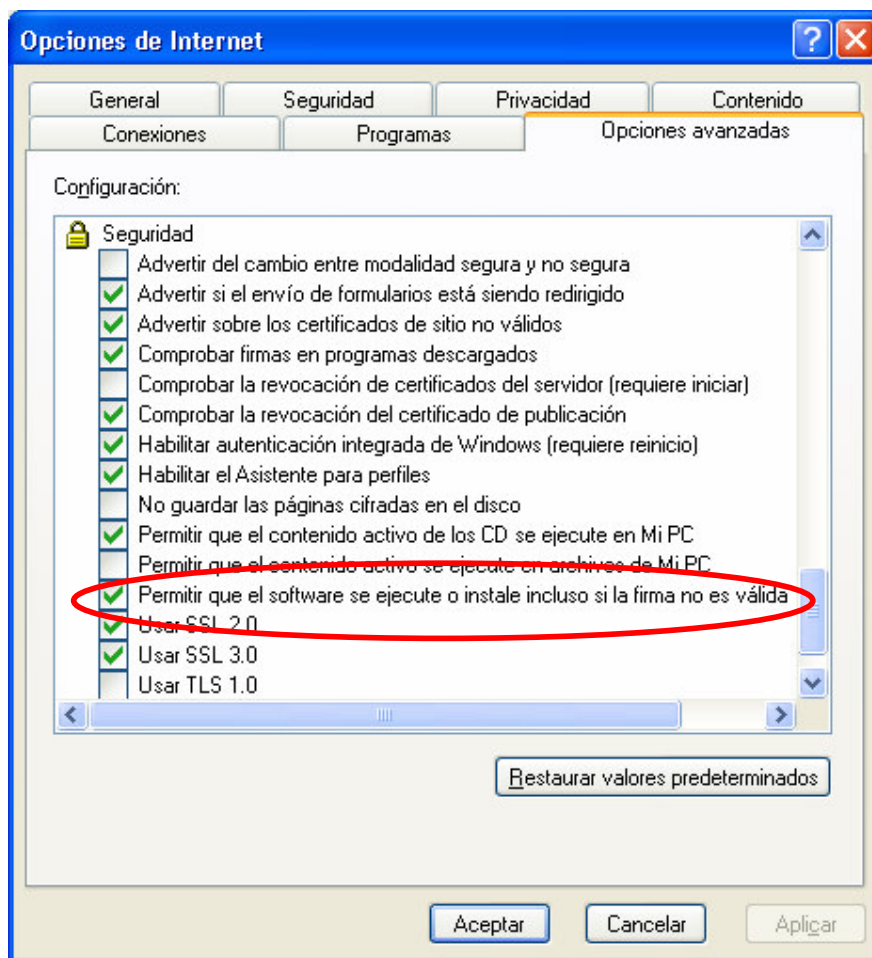 Opciones de Internet
General Seguridad Privacidad Contenido
Conexiones Programas Opciones avanzadas
Configuración:
Seguridad
Advertir del cambio entre modalidad segura y no segura
Advertir si el envío de formularios está siendo redirigido
Advertir sobre los certificados de sitio no válidos
Comprobar firmas en programas descargados
Comprobar la revocación de certificados del servidor (requiere iniciar)
Comprobar la revocación del certificado de publicación
Habilitar autenticación integrada de Windows (requiere reinicio)
Habilitar el Asistente para perfiles
No guardar las páginas cifradas en el disco
Permitir que el contenido activo de los CD se ejecute en Mi PC
Permitir que el contenido activo se ejecute en archivos de Mi PC
Permitir que el software se ejecute o instale incluso si la firma no es válida
Usar SSL 2.0
Usar SSL 3.0
Usar TLS 1.0
Restaurar valores predeterminados
Aceptar Cancelar Aplicar